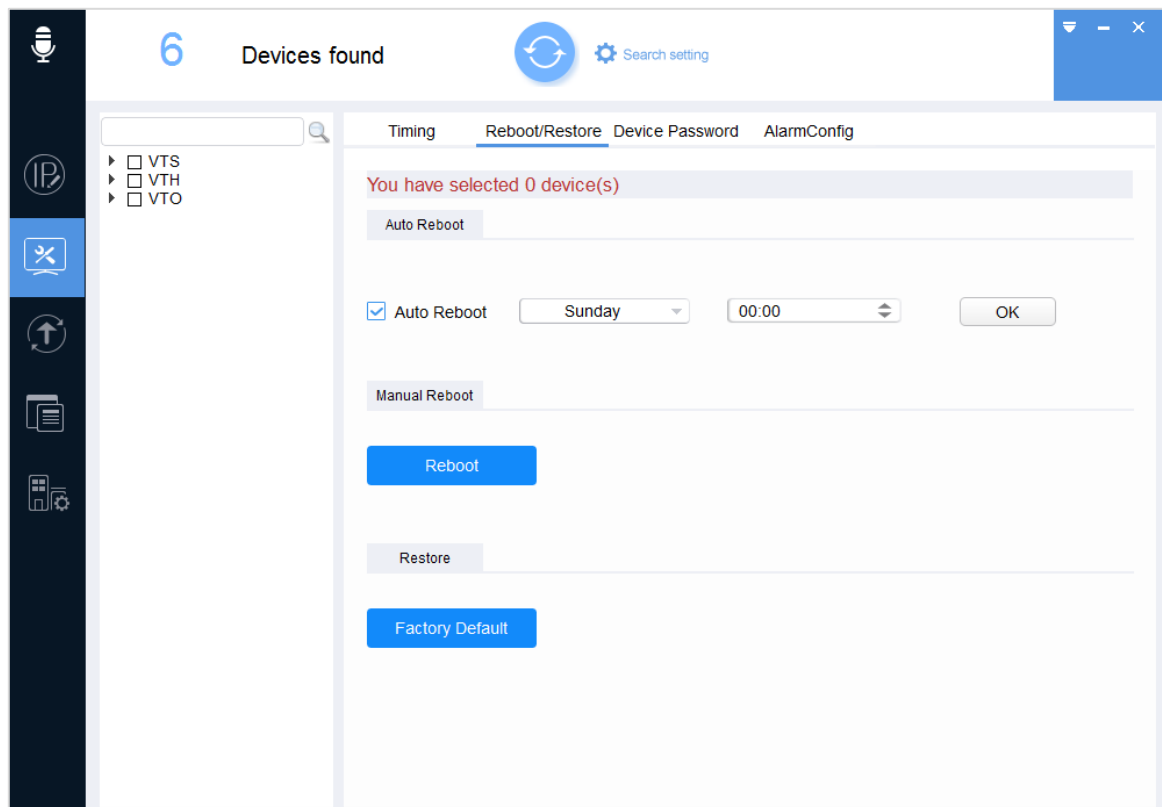 6 Devices found Search setting
Timing Reboot/Restore Device Password AlarmConfig
VTS
VTH
VTO
You have selected 0 device(s)
Auto Reboot
Auto Reboot Sunday 00:00 OK
Manual Reboot
Reboot
Restore
Factory Default
IP